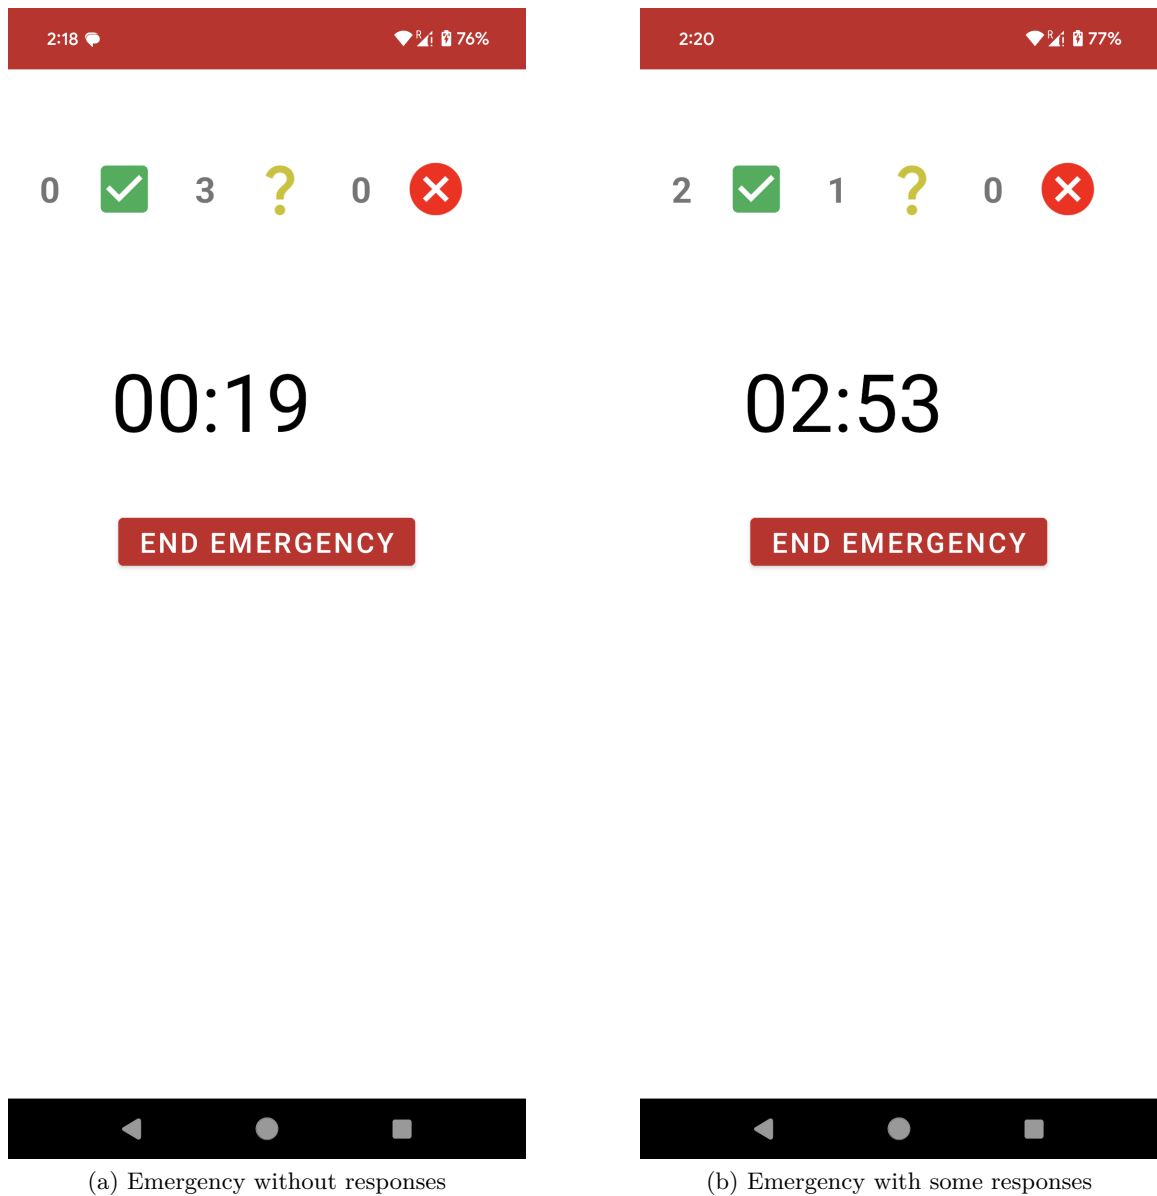 2:18 R 76%
0 3 ? 0
00:19
END EMERGENCY
(a) Emergency without responses
2:20 R 77%
2 1 ? 0
02:53
END EMERGENCY
(b) Emergency with some responses